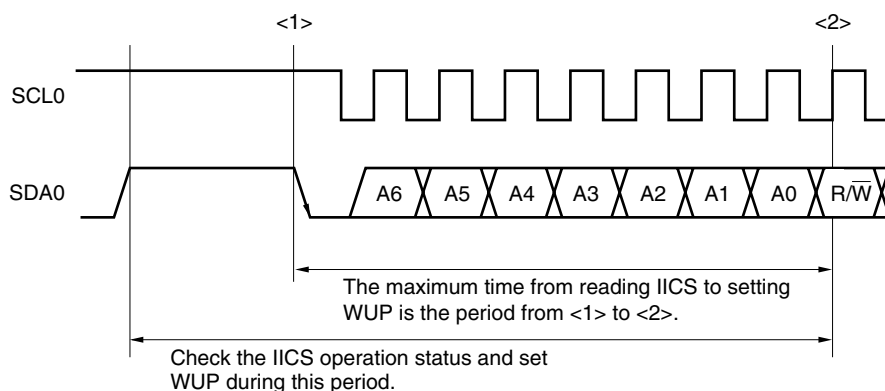 <1> <2>
SCL0
SDA0 A6 A5 A4 A3 A2 A1 A0 R/W̅
The maximum time from reading IICS to setting
WUP is the period from <1> to <2>.
Check the IICS operation status and set
WUP during this period.